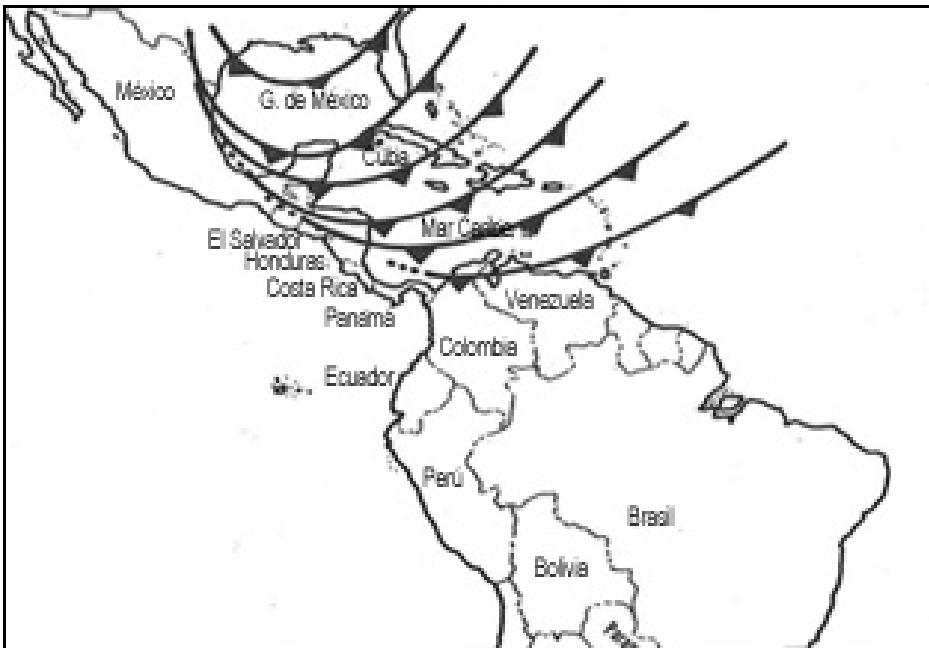 México
G. de México
Cuba
Mar Caribe
El Salvador
Honduras
Costa Rica
Panamá
Venezuela
Colombia
Ecuador
Perú
Brasil
Bolivia